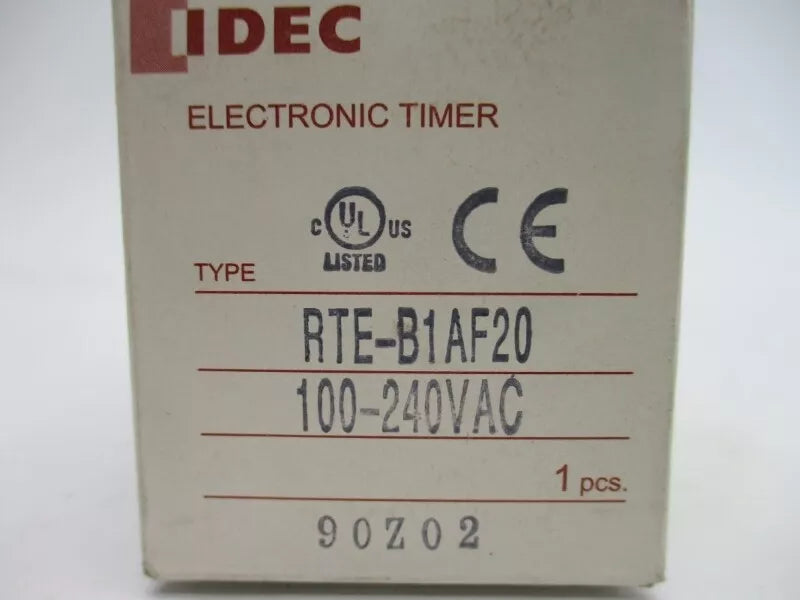 IDEC
ELECTRONIC TIMER
C UL US CE
LISTED
TYPE
RTE-B1AF20
100-240VAC
1 pcs.
90Z02